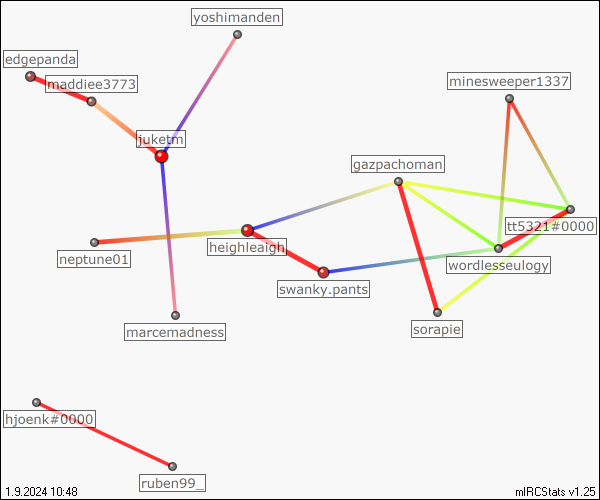 yoshimanden
edgepanda
maddiee3773
minesweeper1337
juketm
gazpachoman
tt5321#0000
heighleaigh
neptune01
wordlesseulogy
swanky.pants
marcemadness
sorapie
hjoenk#0000
ruben99_
1.9.2024 10:48
mIRCStats v1.25